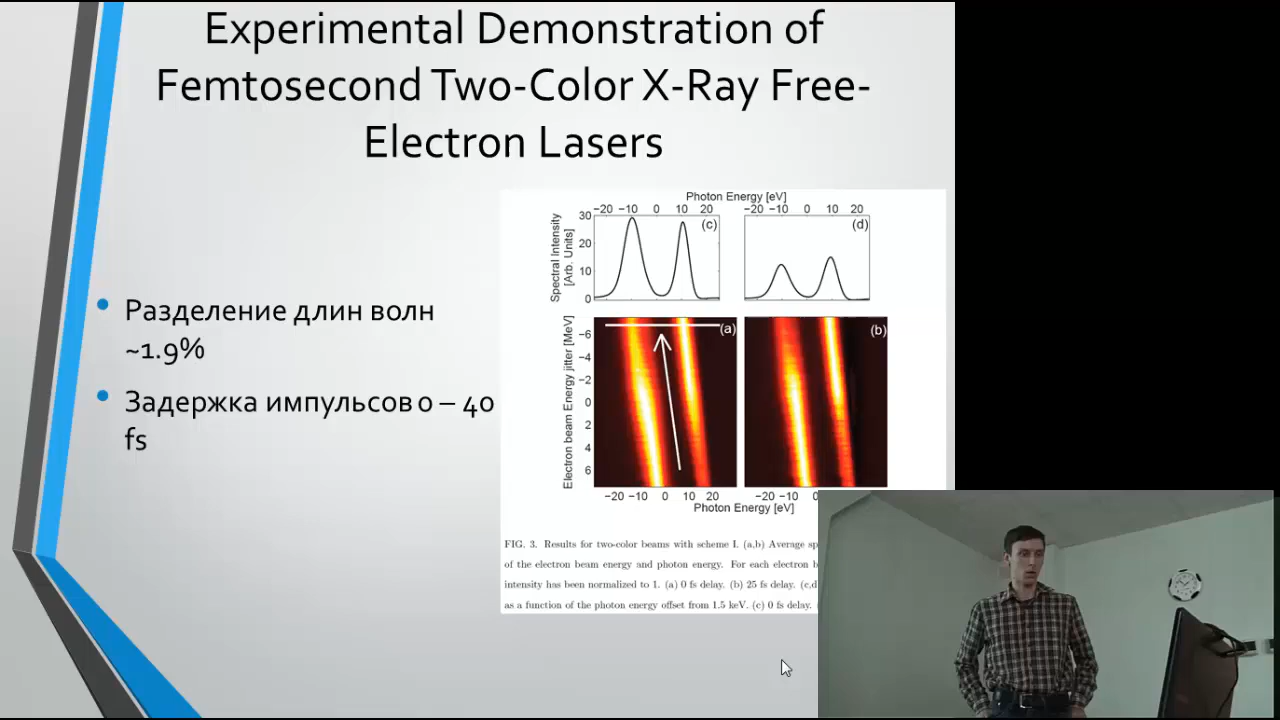 Experimental Demonstration of
Femtosecond Two-Color X-Ray Free-
Electron Lasers
Разделение длин волн
~1.9%
Задержка импульсов 0 – 40
fs
Photon Energy [eV]
−20 −10 0 10 20
−20 −10 0 10 20
Spectral Intensity
[Arb. Units]
30
20
10
0
(c)
(d)
Electron beam Energy jitter [MeV]
−6
−4
−2
0
2
4
6
(a)
(b)
−20 −10 0 10 20
−20 −10 0
Photon Energy [eV]
FIG. 3. Results for two-color beams with scheme I. (a,b) Average
of the electron beam energy and photon energy. For each electron
intensity has been normalized to 1. (a) 0 fs delay. (b) 25 fs delay. (c,d
as a function of the photon energy offset from 1.5 keV. (c) 0 fs delay.